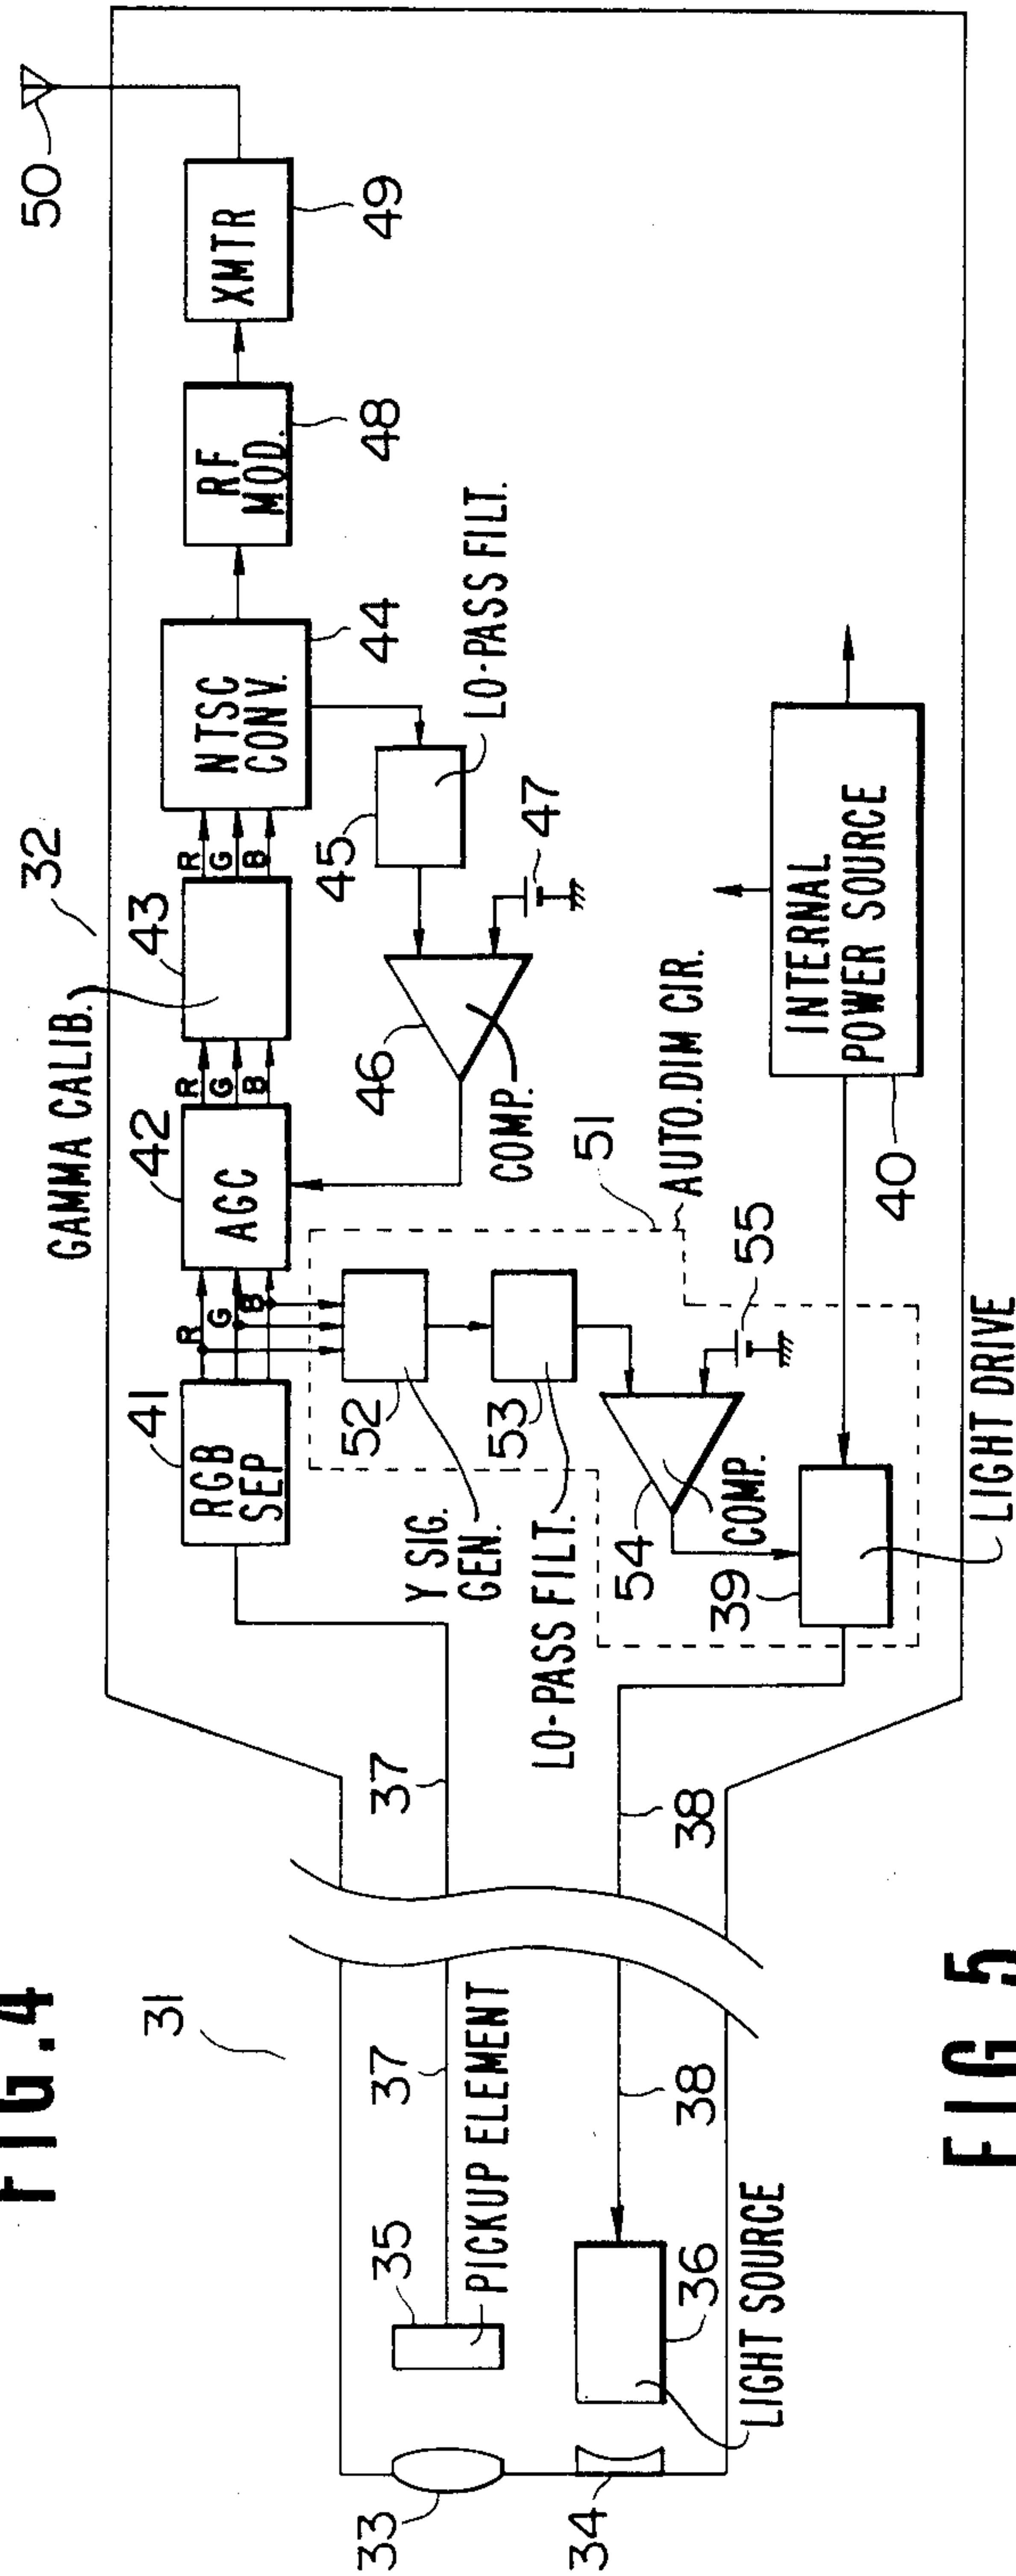 FIG.4
31
32
33
34
35
PICKUP ELEMENT
36
LIGHT SOURCE
37
37
38
38
41
RGB
SEP
R
G
B
42
AGC
R
G
B
GAMMA CALIB.
43
R
G
B
NTSC
CONV.
44
RF
MOD.
48
XMTR
49
50
45
LO-PASS FILT.
46
COMP.
47
51
AUTO.DIM CIR.
52
Y SIG.
GEN.
53
LO-PASS FILT.
54
COMP.
55
39
LIGHT DRIVE
INTERNAL
POWER SOURCE
40
FIG 5